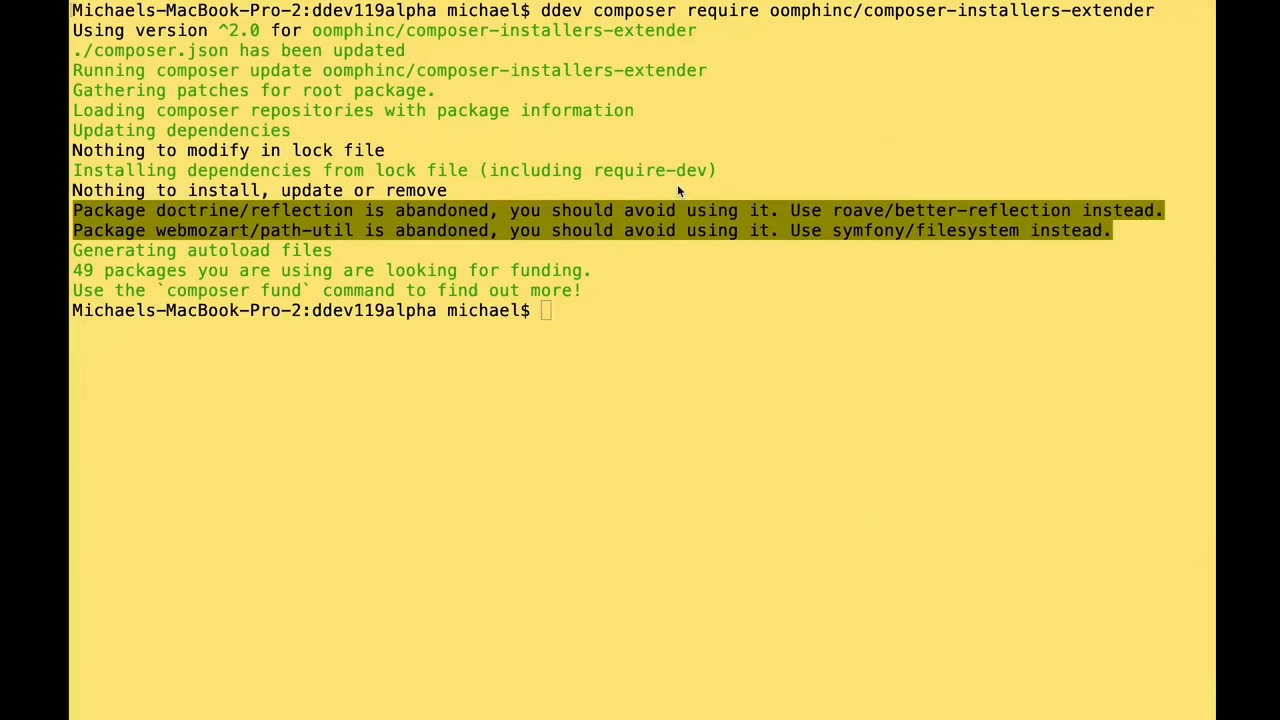 Michaels-MacBook-Pro-2:ddev119alpha michael$ ddev composer require oomphinc/composer-installers-extender
Using version ^2.0 for oomphinc/composer-installers-extender
./composer.json has been updated
Running composer update oomphinc/composer-installers-extender
Gathering patches for root package.
Loading composer repositories with package information
Updating dependencies
Nothing to modify in lock file
Installing dependencies from lock file (including require-dev)
Nothing to install, update or remove
Package doctrine/reflection is abandoned, you should avoid using it. Use roave/better-reflection instead.
Package webmozart/path-util is abandoned, you should avoid using it. Use symfony/filesystem instead.
Generating autoload files
49 packages you are using are looking for funding.
Use the `composer fund` command to find out more!
Michaels-MacBook-Pro-2:ddev119alpha michael$